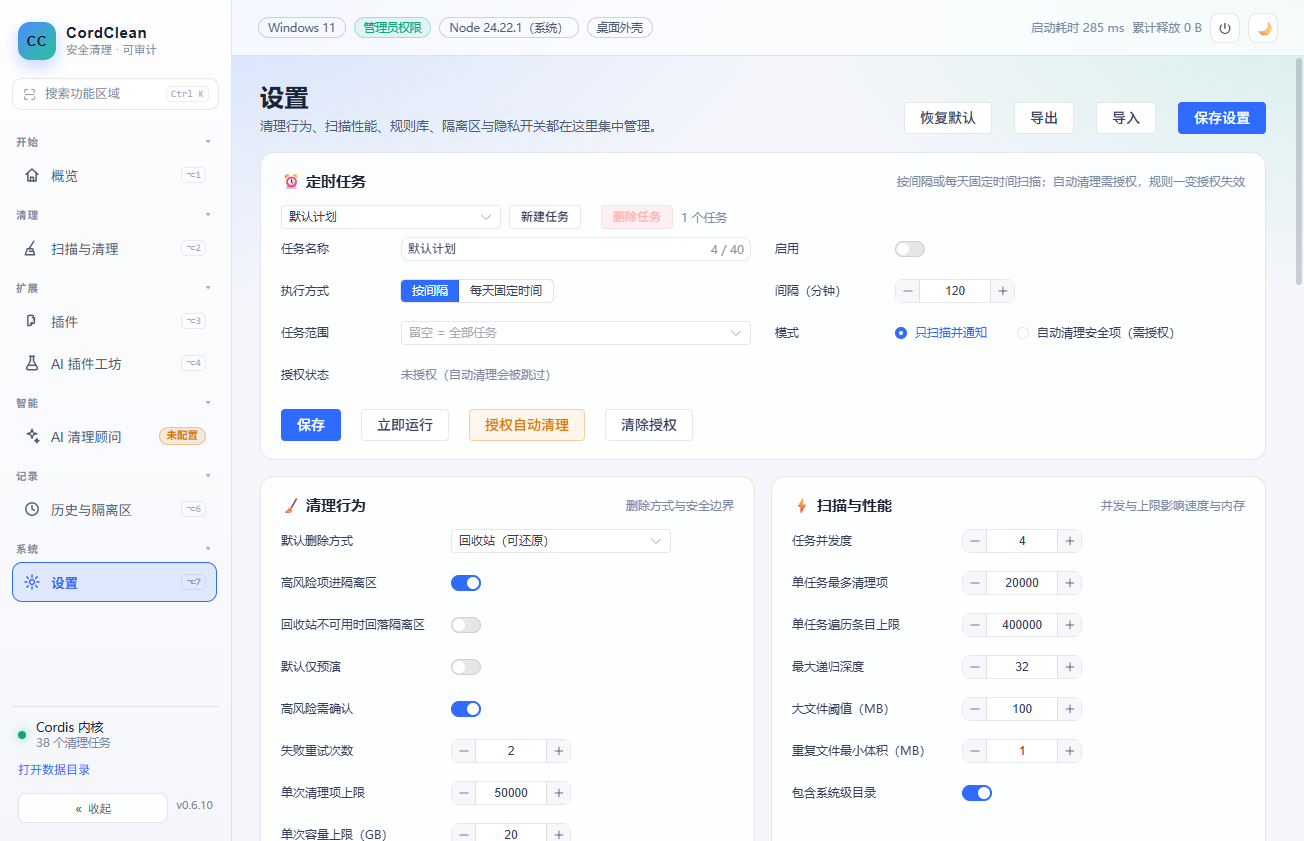 CC
CordClean
安全清理 · 可审计
搜索功能区域 Ctrl K
开始
概览 ⌥1
清理
扫描与清理 ⌥2
扩展
插件 ⌥3
AI 插件工坊 ⌥4
智能
AI 清理顾问 未配置
记录
历史与隔离区 ⌥6
系统
设置 ⌥7
Cordis 内核
38 个清理任务
打开数据目录
« 收起 v0.6.10
Windows 11 管理员权限 Node 24.22.1（系统） 桌面外壳 启动耗时 285 ms 累计释放 0 B
设置
清理行为、扫描性能、规则库、隔离区与隐私开关都在这里集中管理。
恢复默认 导出 导入 保存设置
定时任务 按间隔或每天固定时间扫描；自动清理需授权，规则一变授权失效
默认计划 新建任务 删除任务 1 个任务
任务名称 默认计划 4 / 40 启用
执行方式 按间隔 每天固定时间 间隔（分钟） − 120 +
任务范围 留空 = 全部任务 模式 只扫描并通知 自动清理安全项（需授权）
授权状态 未授权（自动清理会被跳过）
保存 立即运行 授权自动清理 清除授权
清理行为 删除方式与安全边界
默认删除方式 回收站（可还原）
高风险项进隔离区
回收站不可用时回落隔离区
默认仅预演
高风险需确认
失败重试次数 − 2 +
单次清理项上限 − 50000 +
单次容量上限（GB） − 20 +
扫描与性能 并发与上限影响速度与内存
任务并发度 − 4 +
单任务最多清理项 − 20000 +
单任务遍历条目上限 − 400000 +
最大递归深度 − 32 +
大文件阈值（MB） − 100 +
重复文件最小体积（MB） − 1 +
包含系统级目录